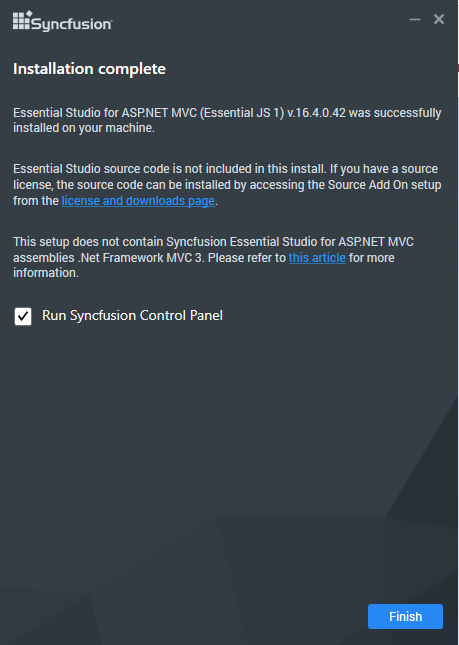 Syncfusion
Installation complete
Essential Studio for ASP.NET MVC (Essential JS 1) v.16.4.0.42 was successfully
installed on your machine.
Essential Studio source code is not included in this install. If you have a source
license, the source code can be installed by accessing the Source Add On setup
from the license and downloads page.
This setup does not contain Syncfusion Essential Studio for ASP.NET MVC
assemblies .Net Framework MVC 3. Please refer to this article for more
information.
Run Syncfusion Control Panel
Finish